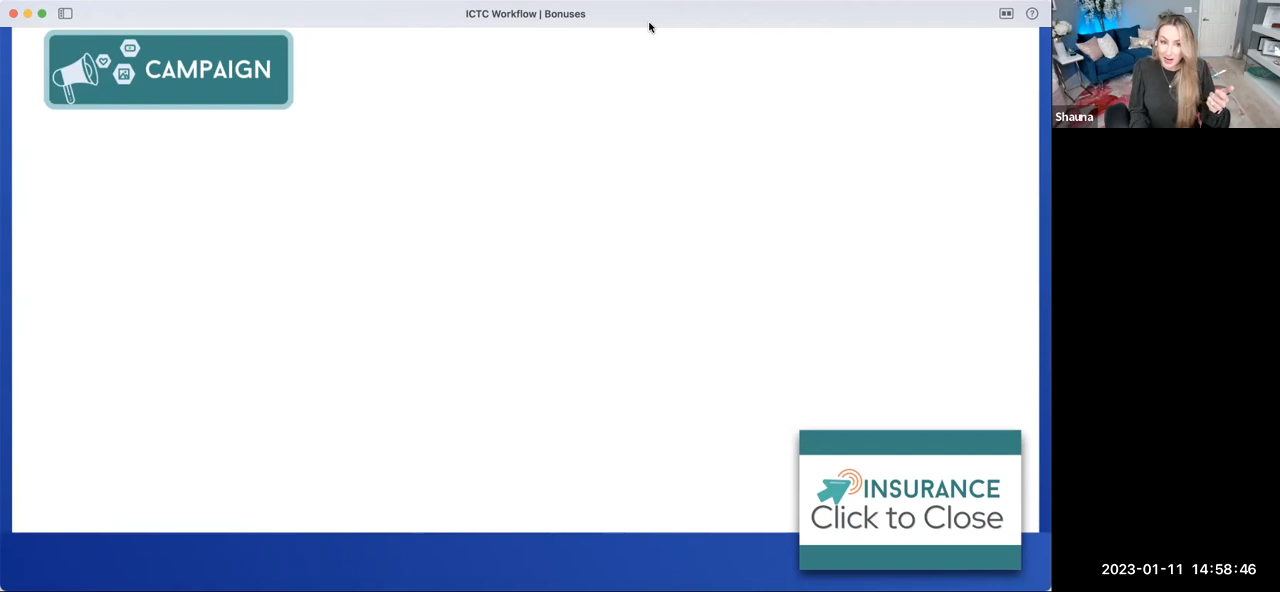 ICTC Workflow | Bonuses
CAMPAIGN
Shauna
INSURANCE
Click to Close
2023-01-11 14:58:46